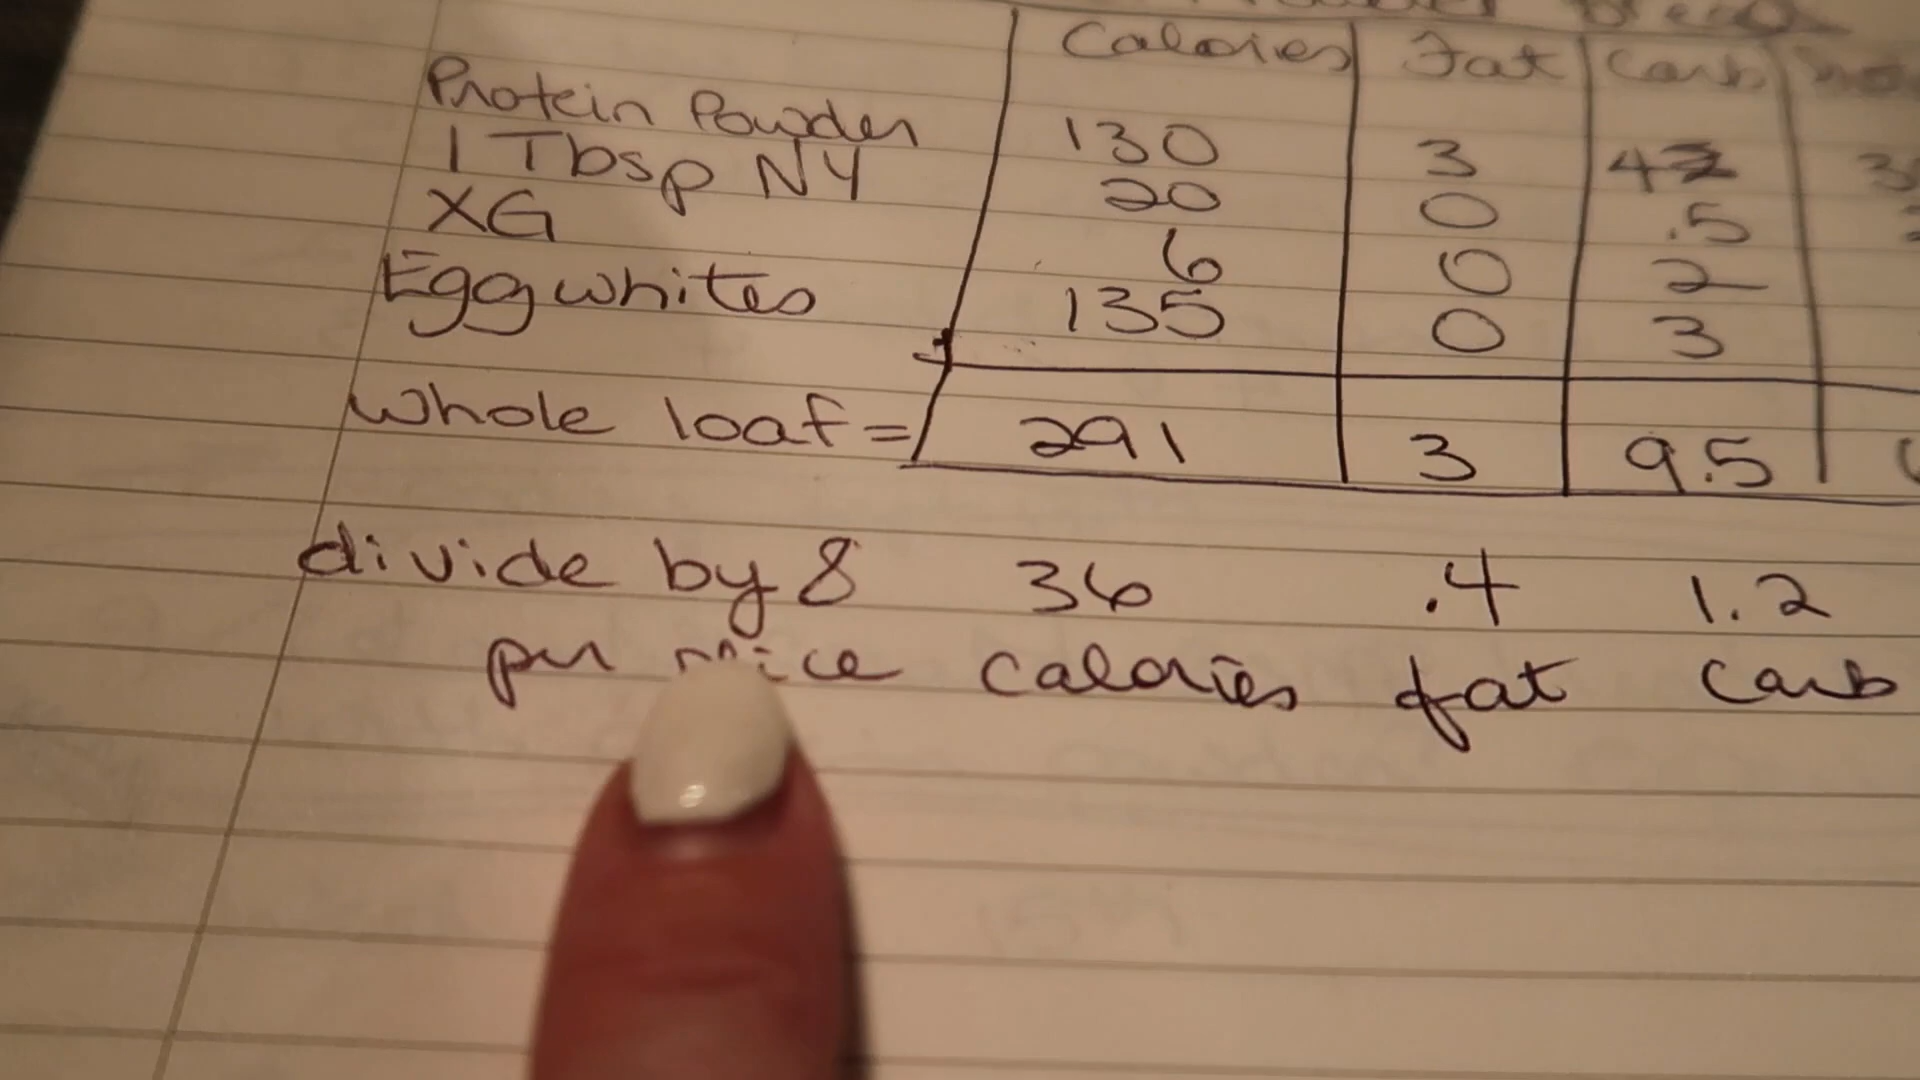 Calories Fat Carb
Protein Powder 130 3 4
1 Tbsp NY 20 0 .5
XG 6 0 2
Egg whites 135 0 3
whole loaf = 291 3 9.5
divide by 8 36 .4 1.2
per calories fat carb